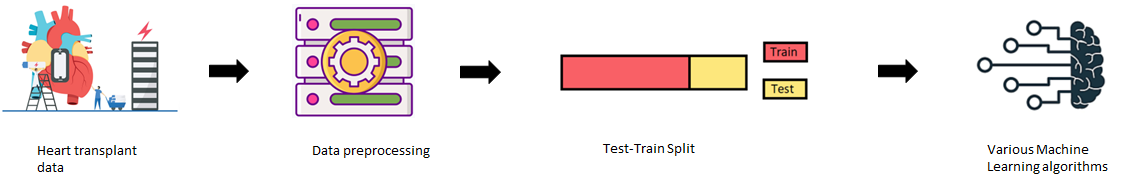 Train
Test
Heart transplant
data
Data preprocessing
Test-Train Split
Various Machine
Learning algorithms